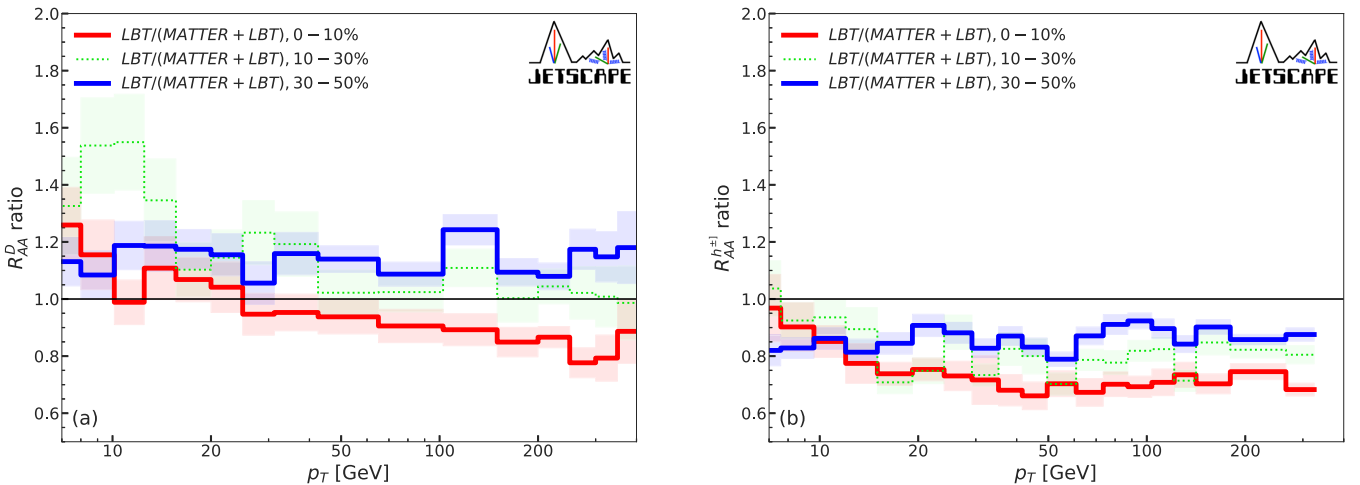 2.0
1.8
1.6
1.4
1.2
1.0
0.8
0.6
R_{AA}^{D} ratio
LBT/(MATTER + LBT), 0 − 10%
LBT/(MATTER + LBT), 10 − 30%
LBT/(MATTER + LBT), 30 − 50%
JETSCAPE
(a)
10 20 50 100 200
p_T [GeV]
2.0
1.8
1.6
1.4
1.2
1.0
0.8
0.6
R_{AA}^{h^{±}]} ratio
LBT/(MATTER + LBT), 0 − 10%
LBT/(MATTER + LBT), 10 − 30%
LBT/(MATTER + LBT), 30 − 50%
JETSCAPE
(b)
10 20 50 100 200
p_T [GeV]